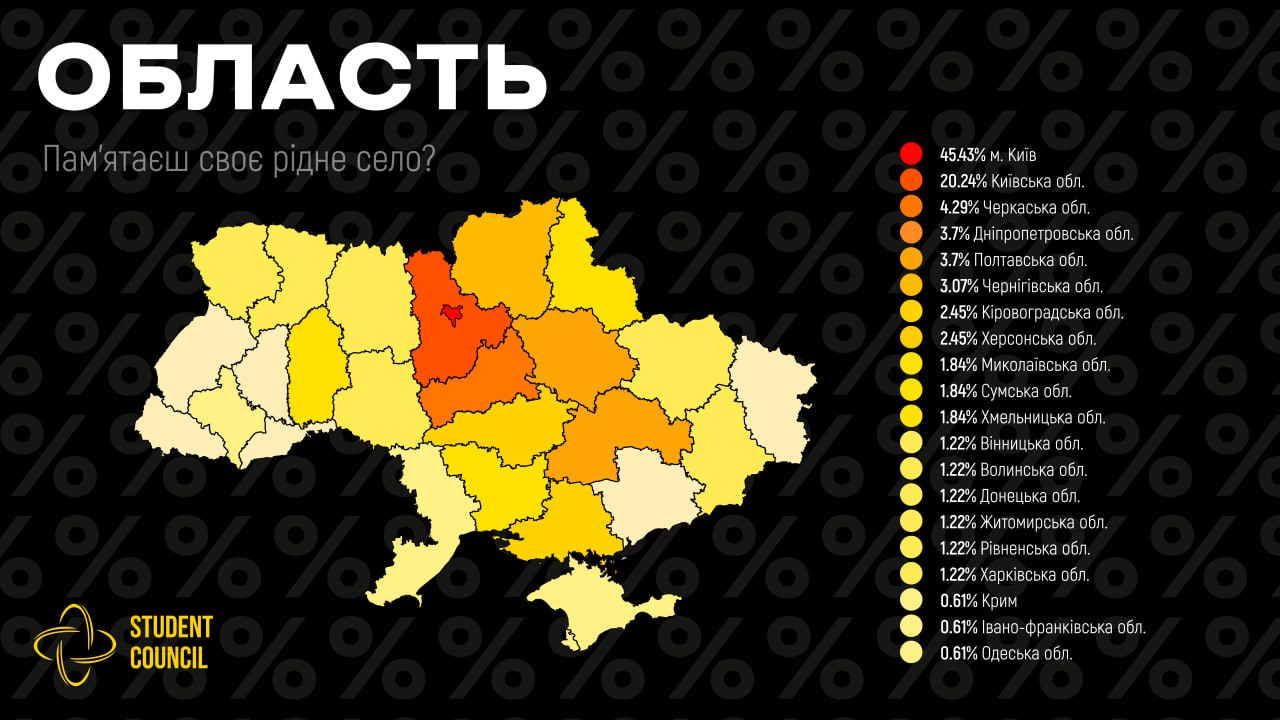 ОБЛАСТЬ
Пам'ятаєш своє рідне село?
45.43% м. Київ
20.24% Київська обл.
4.29% Черкаська обл.
3.7% Дніпропетровська обл.
3.7% Полтавська обл.
3.07% Чернігівська обл.
2.45% Кіровоградська обл.
2.45% Херсонська обл.
1.84% Миколаївська обл.
1.84% Сумська обл.
1.84% Хмельницька обл.
1.22% Вінницька обл.
1.22% Волинська обл.
1.22% Донецька обл.
1.22% Житомирська обл.
1.22% Рівненська обл.
1.22% Харківська обл.
0.61% Крим
0.61% Івано-франківська обл.
0.61% Одеська обл.
STUDENT
COUNCIL